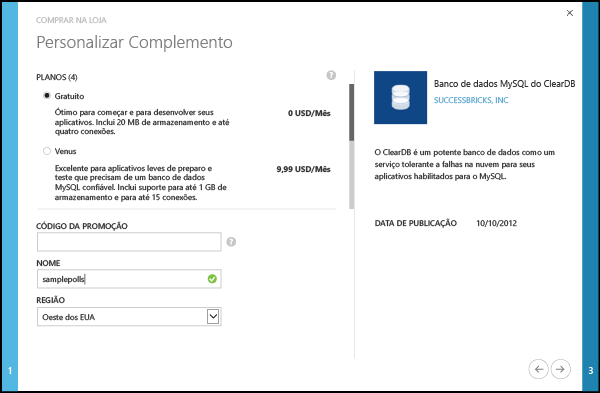 COMPRAR NA LOJA
Personalizar Complemento
PLANOS (4)
?
Gratuito
Ótimo para começar e para desenvolver seus
aplicativos. Inclui 20 MB de armazenamento e até
quatro conexões.
0 USD/Mês
Venus
Excelente para aplicativos leves de preparo e
teste que precisam de um banco de dados
MySQL confiável. Inclui suporte para até 1 GB de
armazenamento e para até 15 conexões.
9,99 USD/Mês
CÓDIGO DA PROMOÇÃO
?
NOME
samplepolls
REGIÃO
Oeste dos EUA
Banco de dados MySQL do ClearDB
SUCCESSBRICKS, INC
O ClearDB é um potente banco de dados como um
serviço tolerante a falhas na nuvem para seus
aplicativos habilitados para o MySQL.
DATA DE PUBLICAÇÃO 10/10/2012
1
3